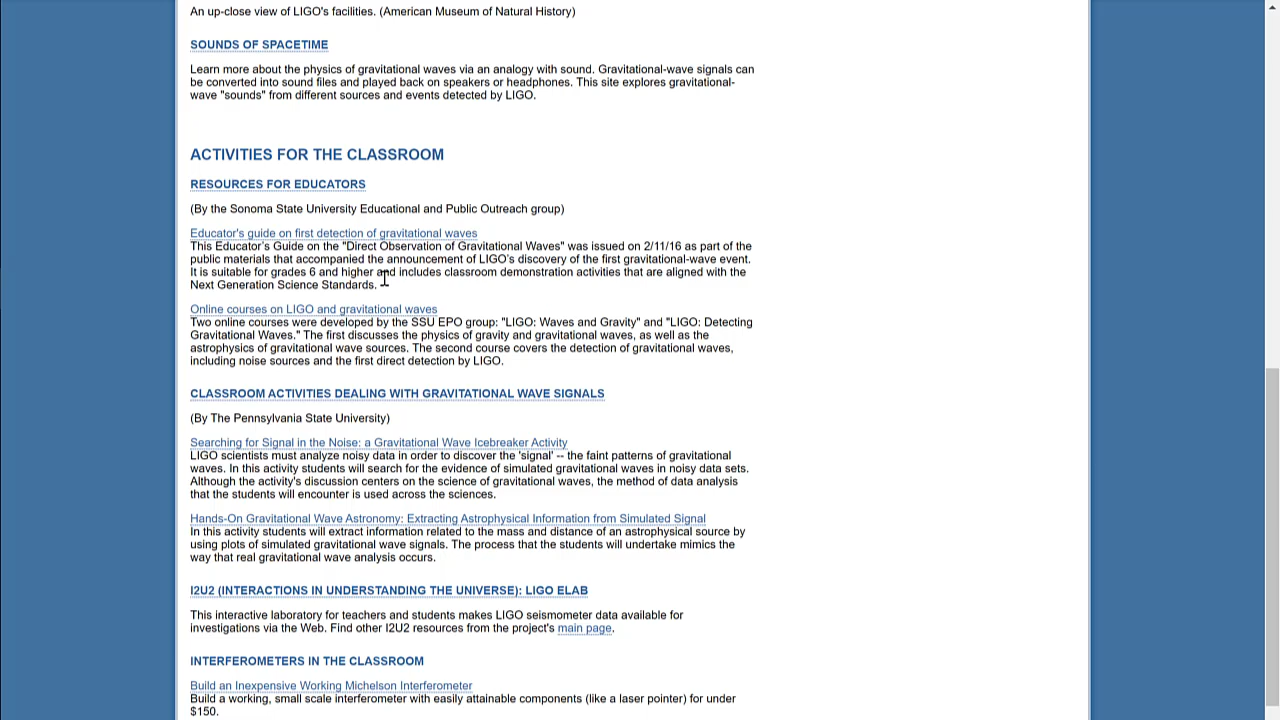 An up-close view of LIGO's facilities. (American Museum of Natural History)
SOUNDS OF SPACETIME
Learn more about the physics of gravitational waves via an analogy with sound. Gravitational-wave signals can
be converted into sound files and played back on speakers or headphones. This site explores gravitational-
wave "sounds" from different sources and events detected by LIGO.
ACTIVITIES FOR THE CLASSROOM
RESOURCES FOR EDUCATORS
(By the Sonoma State University Educational and Public Outreach group)
Educator's guide on first detection of gravitational waves
This Educator's Guide on the "Direct Observation of Gravitational Waves" was issued on 2/11/16 as part of the
public materials that accompanied the announcement of LIGO's discovery of the first gravitational-wave event.
It is suitable for grades 6 and higher and includes classroom demonstration activities that are aligned with the
Next Generation Science Standards.
Online courses on LIGO and gravitational waves
Two online courses were developed by the SSU EPO group: "LIGO: Waves and Gravity" and "LIGO: Detecting
Gravitational Waves." The first discusses the physics of gravity and gravitational waves, as well as the
astrophysics of gravitational wave sources. The second course covers the detection of gravitational waves,
including noise sources and the first direct detection by LIGO.
CLASSROOM ACTIVITIES DEALING WITH GRAVITATIONAL WAVE SIGNALS
(By The Pennsylvania State University)
Searching for Signal in the Noise: a Gravitational Wave Icebreaker Activity
LIGO scientists must analyze noisy data in order to discover the 'signal' -- the faint patterns of gravitational
waves. In this activity students will search for the evidence of simulated gravitational waves in noisy data sets.
Although the activity's discussion centers on the science of gravitational waves, the method of data analysis
that the students will encounter is used across the sciences.
Hands-On Gravitational Wave Astronomy: Extracting Astrophysical Information from Simulated Signal
In this activity students will extract information related to the mass and distance of an astrophysical source by
using plots of simulated gravitational wave signals. The process that the students will undertake mimics the
way that real gravitational wave analysis occurs.
I2U2 (INTERACTIONS IN UNDERSTANDING THE UNIVERSE): LIGO ELAB
This interactive laboratory for teachers and students makes LIGO seismometer data available for
investigations via the Web. Find other I2U2 resources from the project's main page.
INTERFEROMETERS IN THE CLASSROOM
Build an Inexpensive Working Michelson Interferometer
Build a working, small scale interferometer with easily attainable components (like a laser pointer) for under
$150.